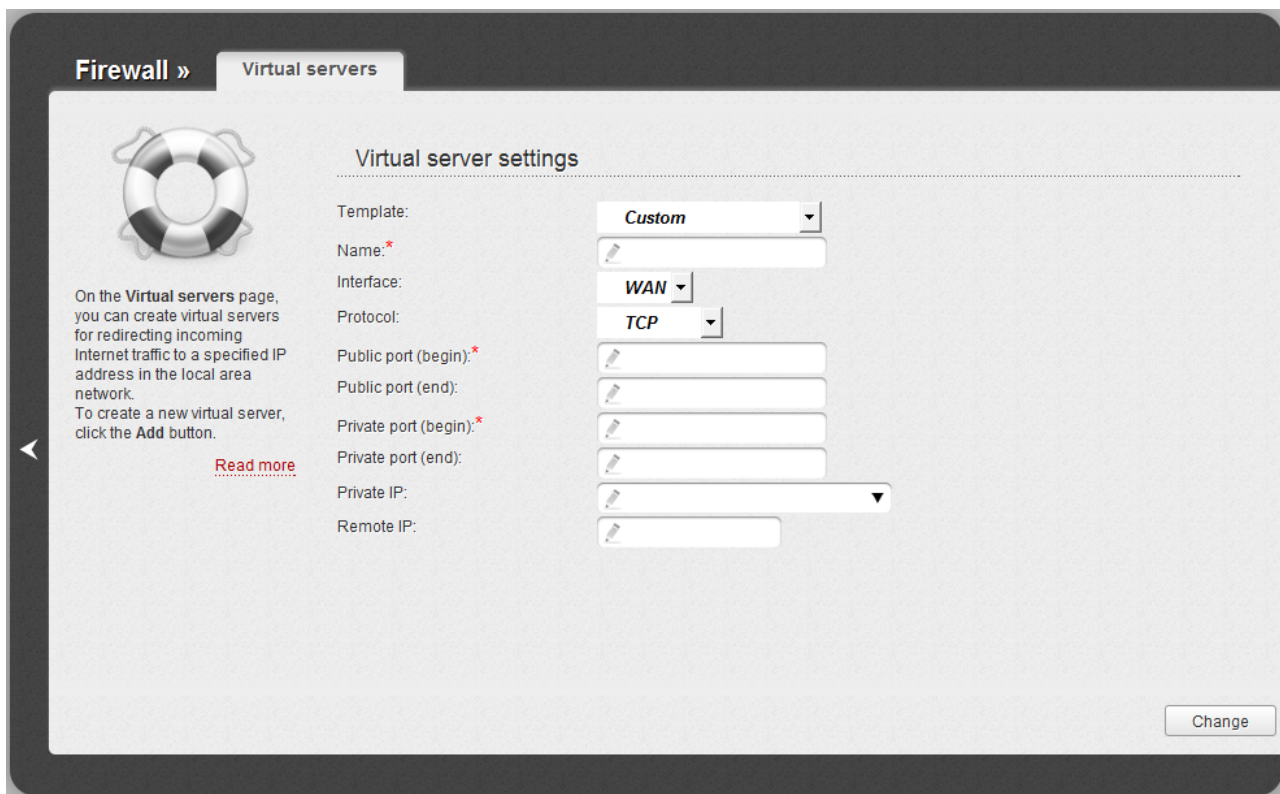 Firewall »
Virtual servers
Virtual server settings
On the Virtual servers page,
you can create virtual servers
for redirecting incoming
Internet traffic to a specified IP
address in the local area
network.
To create a new virtual server,
click the Add button.
Read more
Template:
Custom
Name:*
Interface:
WAN
Protocol:
TCP
Public port (begin):*
Public port (end):
Private port (begin):*
Private port (end):
Private IP:
Remote IP:
Change